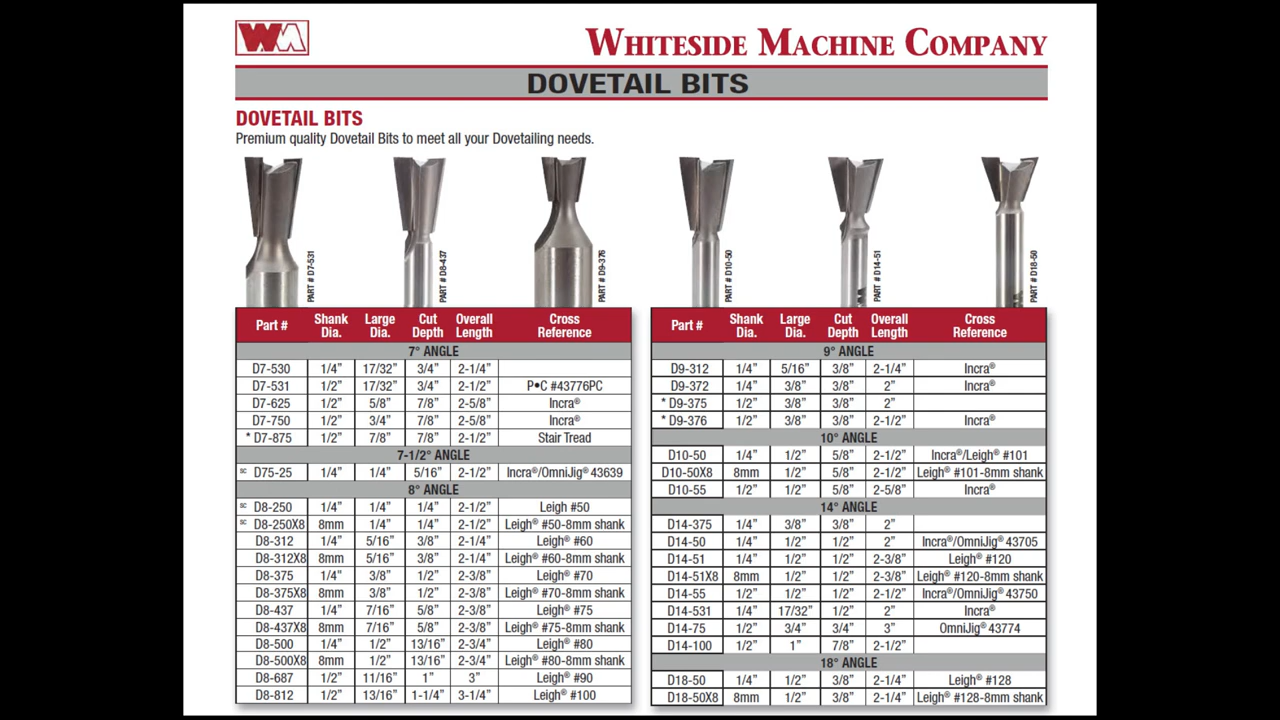 WM
WHITESIDE MACHINE COMPANY
DOVETAIL BITS
DOVETAIL BITS
Premium quality Dovetail Bits to meet all your Dovetailing needs.
PART # D7-531
PART # D8-437
PART # D9-376
PART # D10-50
PART # D14-51
PART # D18-50
Part # Shank Dia. Large Dia. Cut Depth Overall Length Cross Reference
7° ANGLE
D7-530 1/4” 17/32” 3/4” 2-1/4”
D7-531 1/2” 17/32” 3/4” 2-1/2” P•C #43776PC
D7-625 1/2” 5/8” 7/8” 2-5/8” Incra®
D7-750 1/2” 3/4” 7/8” 2-5/8” Incra®
* D7-875 1/2” 7/8” 7/8” 2-1/2” Stair Tread
7-1/2° ANGLE
SC D75-25 1/4” 1/4” 5/16” 2-1/2” Incra®/OmniJig® 43639
8° ANGLE
SC D8-250 1/4” 1/4” 1/4” 2-1/2” Leigh #50
SC D8-250X8 8mm 1/4” 1/4” 2-1/2” Leigh® #50-8mm shank
D8-312 1/4” 5/16” 3/8” 2-1/4” Leigh® #60
D8-312X8 8mm 5/16” 3/8” 2-1/4” Leigh® #60-8mm shank
D8-375 1/4" 3/8” 1/2” 2-3/8” Leigh® #70
D8-375X8 8mm 3/8” 1/2” 2-3/8” Leigh® #70-8mm shank
D8-437 1/4” 7/16” 5/8” 2-3/8” Leigh® #75
D8-437X8 8mm 7/16” 5/8” 2-3/8” Leigh® #75-8mm shank
D8-500 1/4” 1/2” 13/16” 2-3/4” Leigh® #80
D8-500X8 8mm 1/2” 13/16” 2-3/4” Leigh® #80-8mm shank
D8-687 1/2” 11/16” 1” 3” Leigh® #90
D8-812 1/2” 13/16” 1-1/4” 3-1/4” Leigh® #100
Part # Shank Dia. Large Dia. Cut Depth Overall Length Cross Reference
9° ANGLE
D9-312 1/4” 5/16” 3/8” 2-1/4” Incra®
D9-372 1/4” 3/8” 3/8” 2” Incra®
* D9-375 1/2” 3/8” 3/8” 2”
* D9-376 1/2” 3/8” 3/8” 2-1/2” Incra®
10° ANGLE
D10-50 1/4” 1/2” 5/8” 2-1/2” Incra®/Leigh® #101
D10-50X8 8mm 1/2” 5/8” 2-1/2” Leigh® #101-8mm shank
D10-55 1/2” 1/2” 5/8” 2-5/8” Incra®
14° ANGLE
D14-375 1/4” 3/8” 3/8” 2”
D14-50 1/4” 1/2” 1/2” 2” Incra®/OmniJig® 43705
D14-51 1/4” 1/2” 1/2” 2-3/8” Leigh® #120
D14-51X8 8mm 1/2” 1/2” 2-3/8” Leigh® #120-8mm shank
D14-55 1/2” 1/2” 1/2” 2-1/2” Incra®/OmniJig® 43750
D14-531 1/4” 17/32” 1/2” 2” Incra®
D14-75 1/2” 3/4” 3/4” 3” OmniJig® 43774
D14-100 1/2” 1” 7/8” 2-1/2”
18° ANGLE
D18-50 1/4” 1/2” 3/8” 2-1/4” Leigh® #128
D18-50X8 8mm 1/2” 3/8” 2-1/4” Leigh® #128-8mm shank